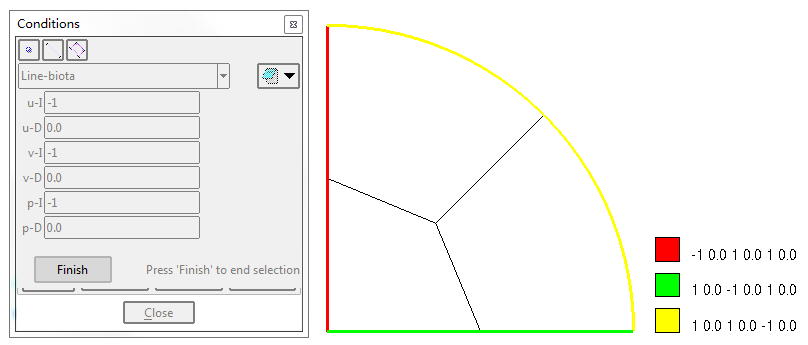 Conditions
Line-biota
u-I -1
u-D 0.0
v-I -1
v-D 0.0
p-I -1
p-D 0.0
Finish Press 'Finish' to end selection
Close
-1 0.0 1 0.0 1 0.0
1 0.0 -1 0.0 1 0.0
1 0.0 1 0.0 -1 0.0